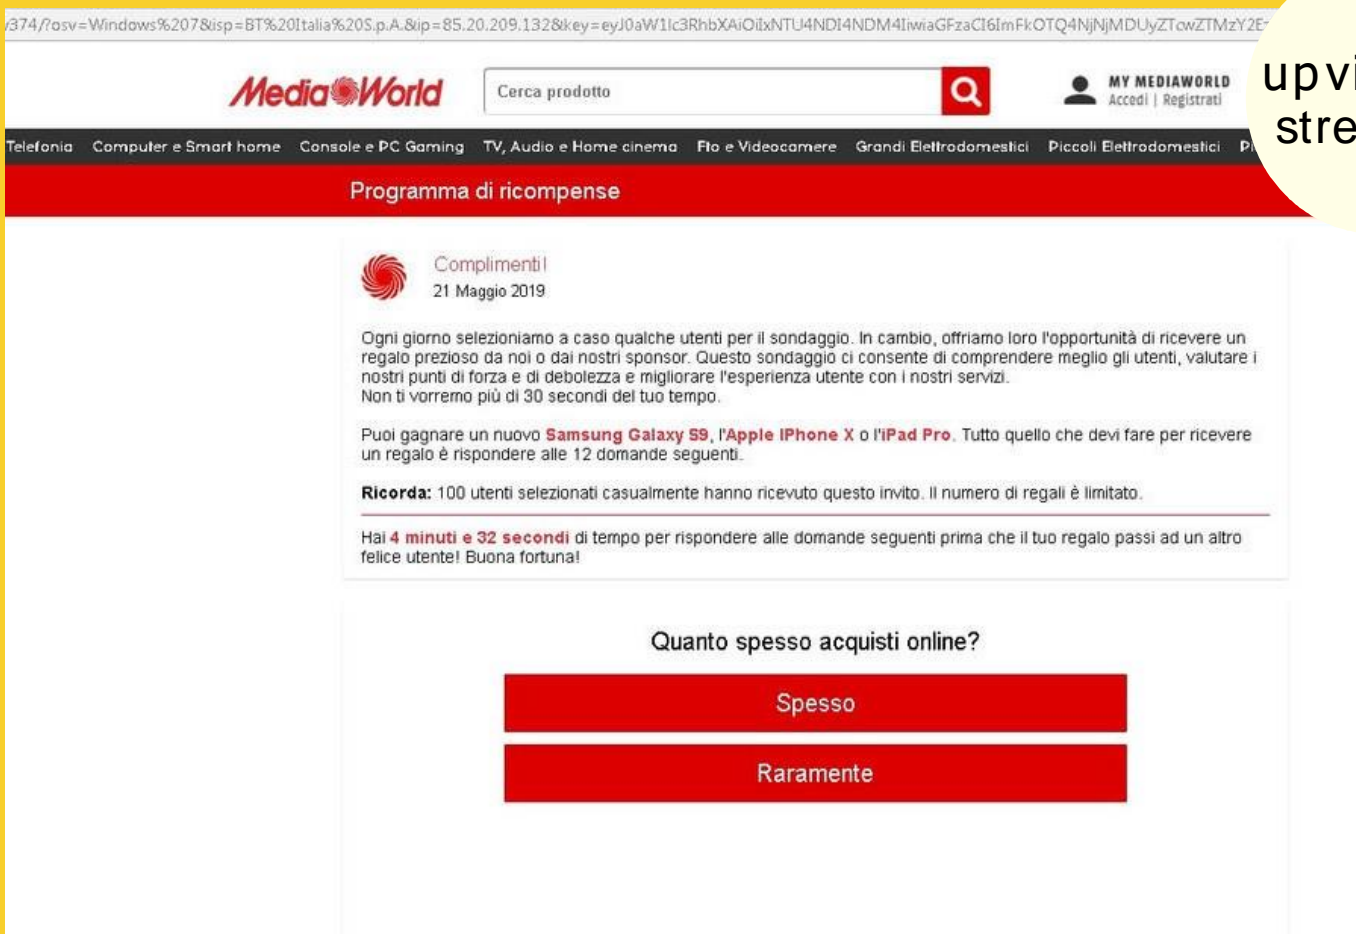 v374/?osv=Windows%207&isp=BT%20Italia%20S.p.A.&ip=85.20.209.132&key=
MediaWorld
Cerca prodotto
MY MEDIAWORLD
Accedi | Registrati
upvi
stre
Telefonia Computer e Smart home Console e PC Gaming TV, Audio e Home cinema Fto e Videocamere Grandi Elettrodomestici Piccoli Elettrodomestici
Programma di ricompense
Complimenti!
21 Maggio 2019
Ogni giorno selezioniamo a caso qualche utenti per il sondaggio. In cambio, offriamo loro l'opportunità di ricevere un
regalo prezioso da noi o dai nostri sponsor. Questo sondaggio ci consente di comprendere meglio gli utenti, valutare i
nostri punti di forza e di debolezza e migliorare l'esperienza utente con i nostri servizi.
Non ti vorremo più di 30 secondi del tuo tempo.
Puoi gagnare un nuovo Samsung Galaxy S9, l'Apple IPhone X o l'iPad Pro. Tutto quello che devi fare per ricevere
un regalo è rispondere alle 12 domande seguenti.
Ricorda: 100 utenti selezionati casualmente hanno ricevuto questo invito. Il numero di regali è limitato.
Hai 4 minuti e 32 secondi di tempo per rispondere alle domande seguenti prima che il tuo regalo passi ad un altro
felice utente! Buona fortuna!
Quanto spesso acquisti online?
Spesso
Raramente